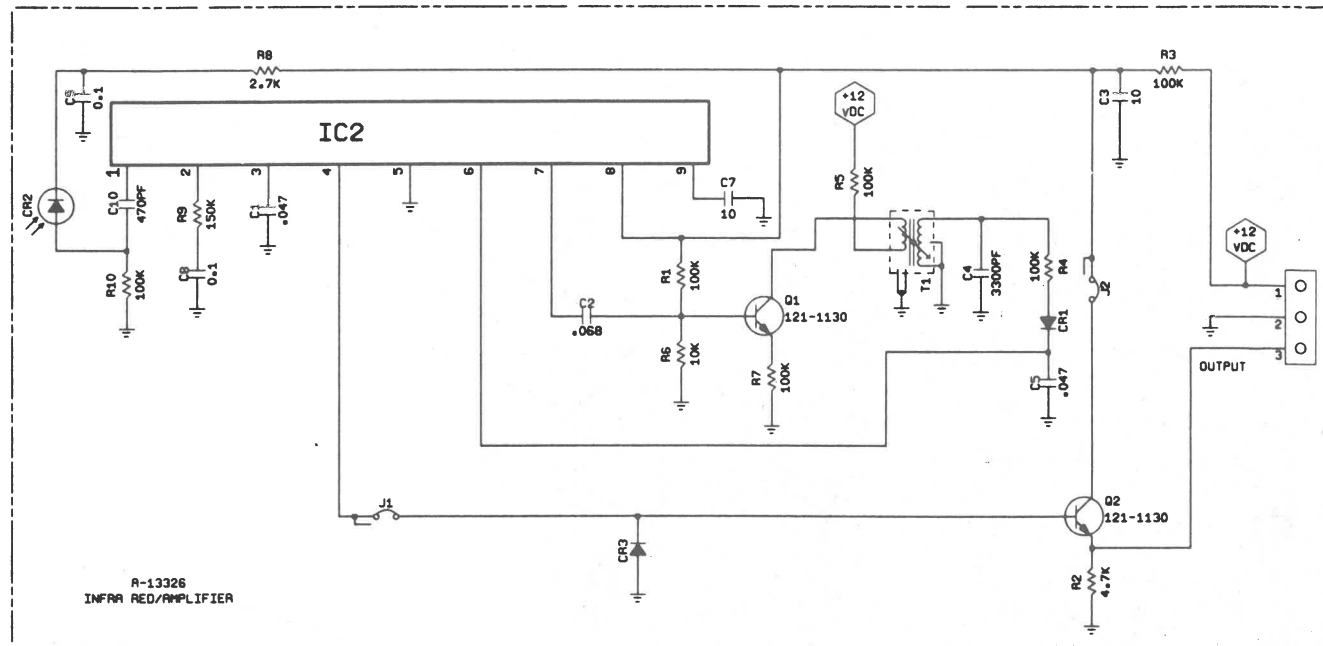 R8
2.7K
R3
100K
C9
0.1
+12
VDC
C3
10
IC2
1
2
3
4
5
6
7
8
9
CR2
C10
470PF
R9
150K
C1
.047
C7
10
R5
100K
+12
VDC
R10
100K
C8
0.1
R1
100K
T1
C4
3300PF
R4
100K
J2
1
2
3
OUTPUT
C2
.068
Q1
121-1130
CR1
R6
10K
R7
100K
C5
.047
J1
Q2
121-1130
CR3
R2
4.7K
A-13326
INFRA RED/AMPLIFIER